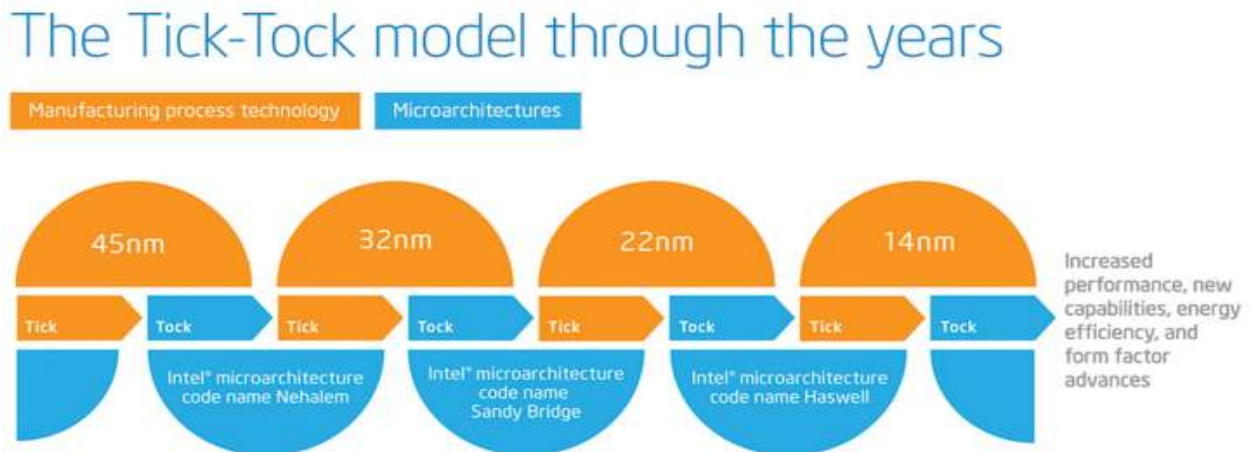 The Tick-Tock model through the years
Manufacturing process technology
Microarchitectures
45nm
32nm
22nm
14nm
Tick
Tock
Tick
Tock
Tick
Tock
Tick
Tock
Intel® microarchitecture
code name Nehalem
Intel® microarchitecture
code name
Sandy Bridge
Intel® microarchitecture
code name Haswell
Increased
performance, new
capabilities, energy
efficiency, and
form factor
advances